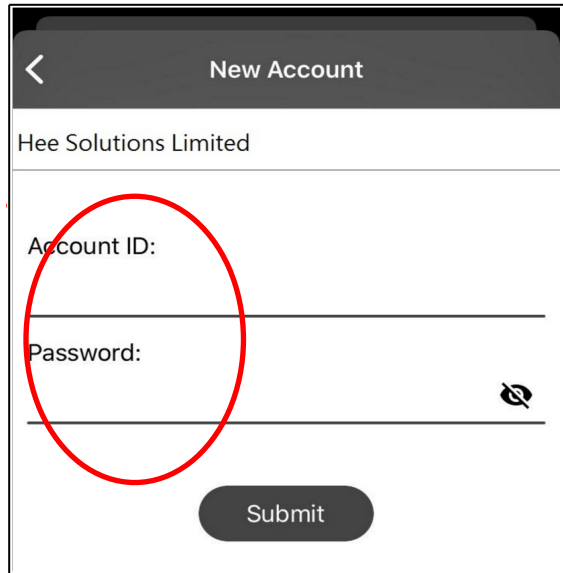 New Account
Hee Solutions Limited
Account ID:
Password:
Submit